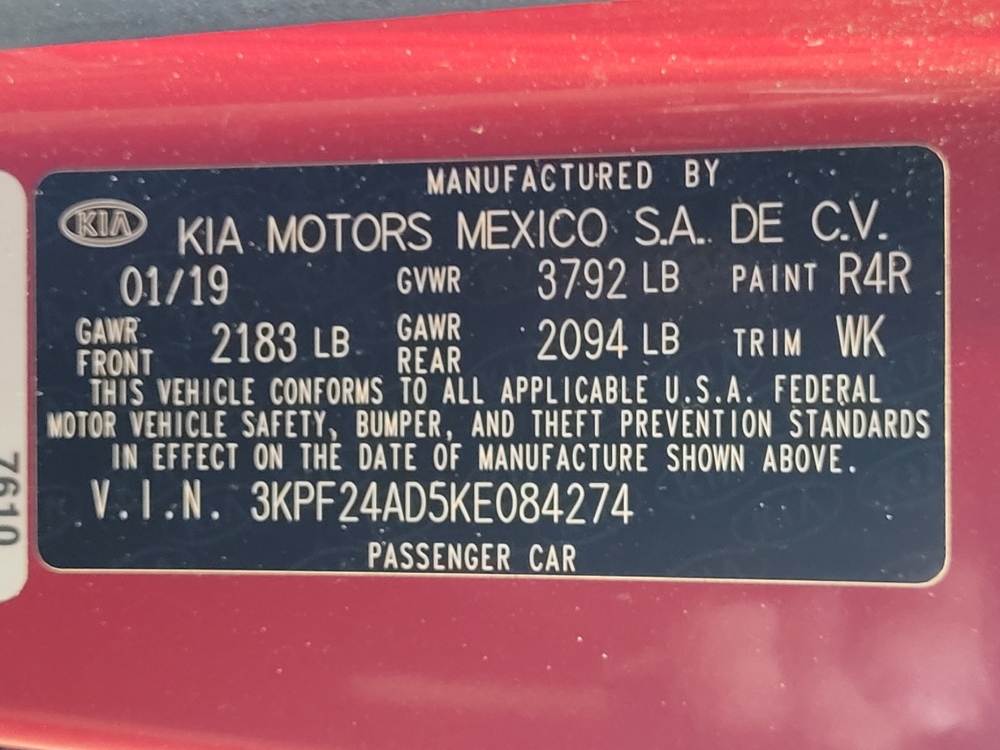 MANUFACTURED BY
KIA KIA MOTORS MEXICO S.A. DE C.V.
01/19 GVWR 3792 LB PAINT R4R
GAWR FRONT 2183 LB GAWR REAR 2094 LB TRIM WK
THIS VEHICLE CONFORMS TO ALL APPLICABLE U.S.A. FEDERAL
MOTOR VEHICLE SAFETY, BUMPER, AND THEFT PREVENTION STANDARDS
IN EFFECT ON THE DATE OF MANUFACTURE SHOWN ABOVE.
V.I.N. 3KPF24AD5KE084274
PASSENGER CAR